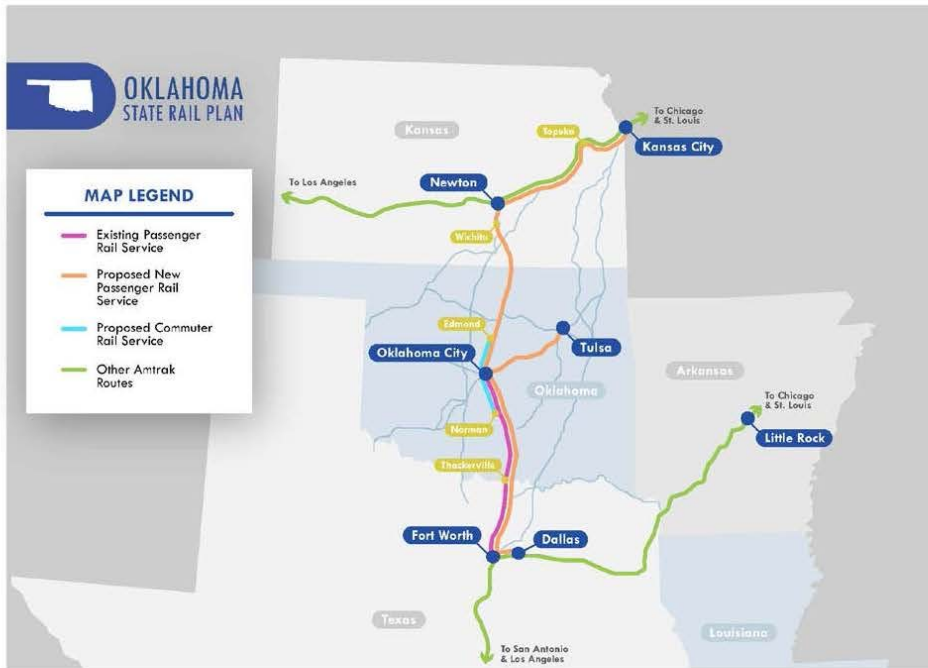 OKLAHOMA
STATE RAIL PLAN
MAP LEGEND
Existing Passenger
Rail Service
Proposed New
Passenger Rail
Service
Proposed Commuter
Rail Service
Other Amtrak
Routes
Kansas
Topeka
To Chicago
& St. Louis
Kansas City
To Los Angeles
Newton
Wichita
Edmond
Oklahoma City
Tulsa
Oklahoma
Arkansas
Norman
To Chicago
& St. Louis
Little Rock
Thackerville
Fort Worth
Dallas
Texas
Louisiana
To San Antonio
& Los Angeles